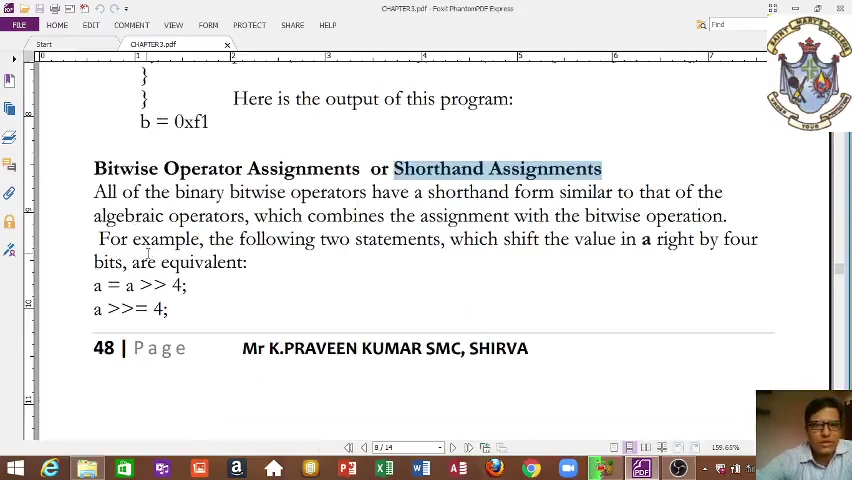 CHAPTER3.pdf - Foxit PhantomPDF Express
FILE HOME EDIT COMMENT VIEW FORM PROTECT SHARE HELP
Find
Start CHAPTER3.pdf
}
} Here is the output of this program:
b = 0xf1
Bitwise Operator Assignments or Shorthand Assignments
All of the binary bitwise operators have a shorthand form similar to that of the
algebraic operators, which combines the assignment with the bitwise operation.
For example, the following two statements, which shift the value in a right by four
bits, are equivalent:
a = a >> 4;
a >>= 4;
48 | Page Mr K.PRAVEEN KUMAR SMC, SHIRVA
8 / 14
159.65%